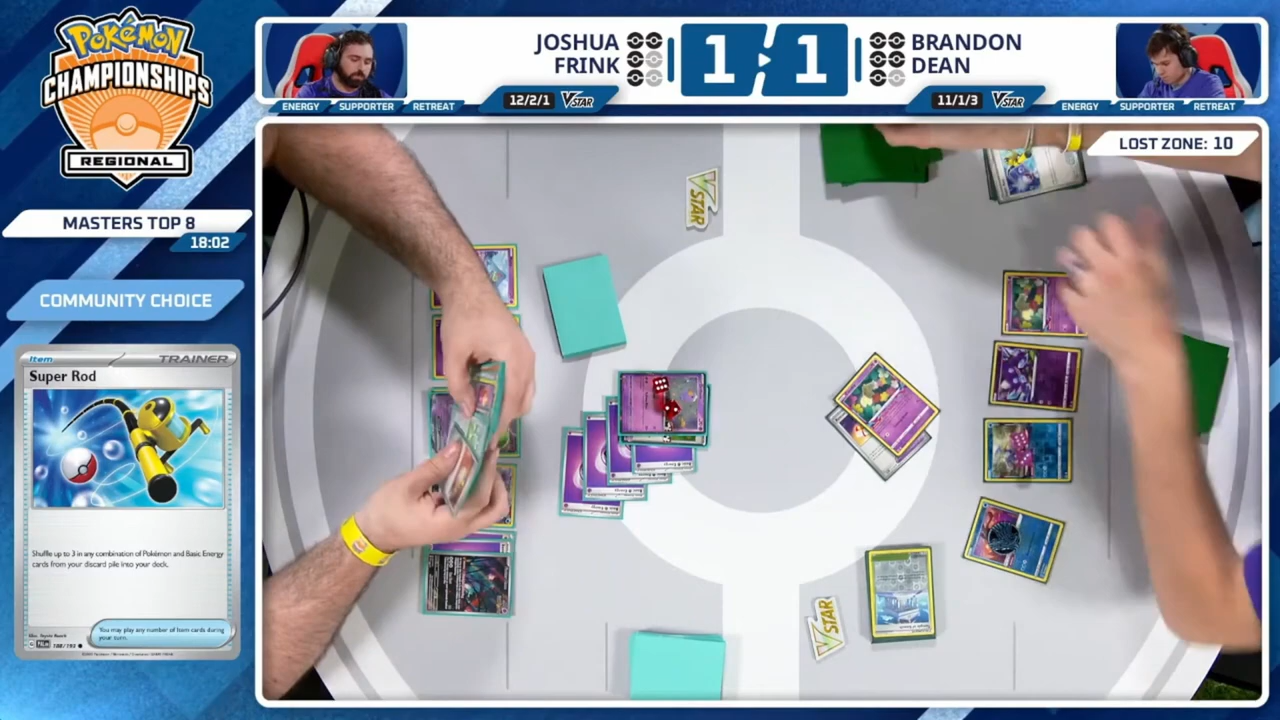 POKÉMON
CHAMPIONSHIPS
REGIONAL
MASTERS TOP 8
18:02
COMMUNITY CHOICE
Item
TRAINER
Super Rod
Shuffle up to 3 in any combination of Pokémon and Basic Energy
cards from your discard pile into your deck.
You may play any number of Item cards during
your turn.
188/193
JOSHUA
FRINK
1
1
BRANDON
DEAN
ENERGY
SUPPORTER
RETREAT
12/2/1
VSTAR
11/1/3
VSTAR
ENERGY
SUPPORTER
RETREAT
LOST ZONE: 10
VSTAR
VSTAR